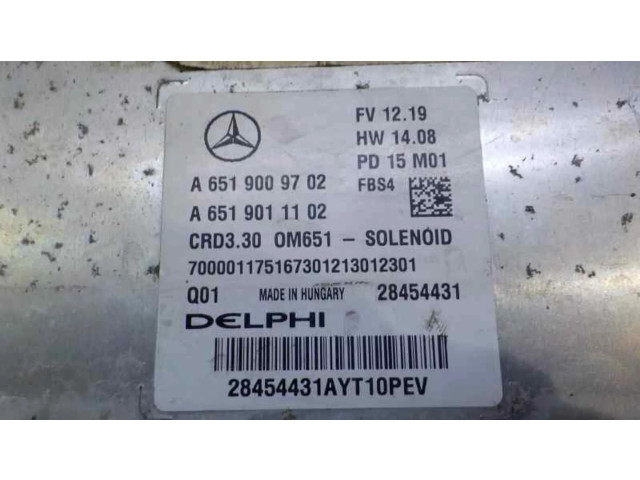 FV 12.19
HW 14.08
PD 15 M01
A 651 900 97 02 FBS4
A 651 901 11 02
CRD3.30 OM651 - SOLENOID
700001175167301213012301
Q01 MADE IN HUNGARY 28454431
DELPHI
28454431AYT10PEV